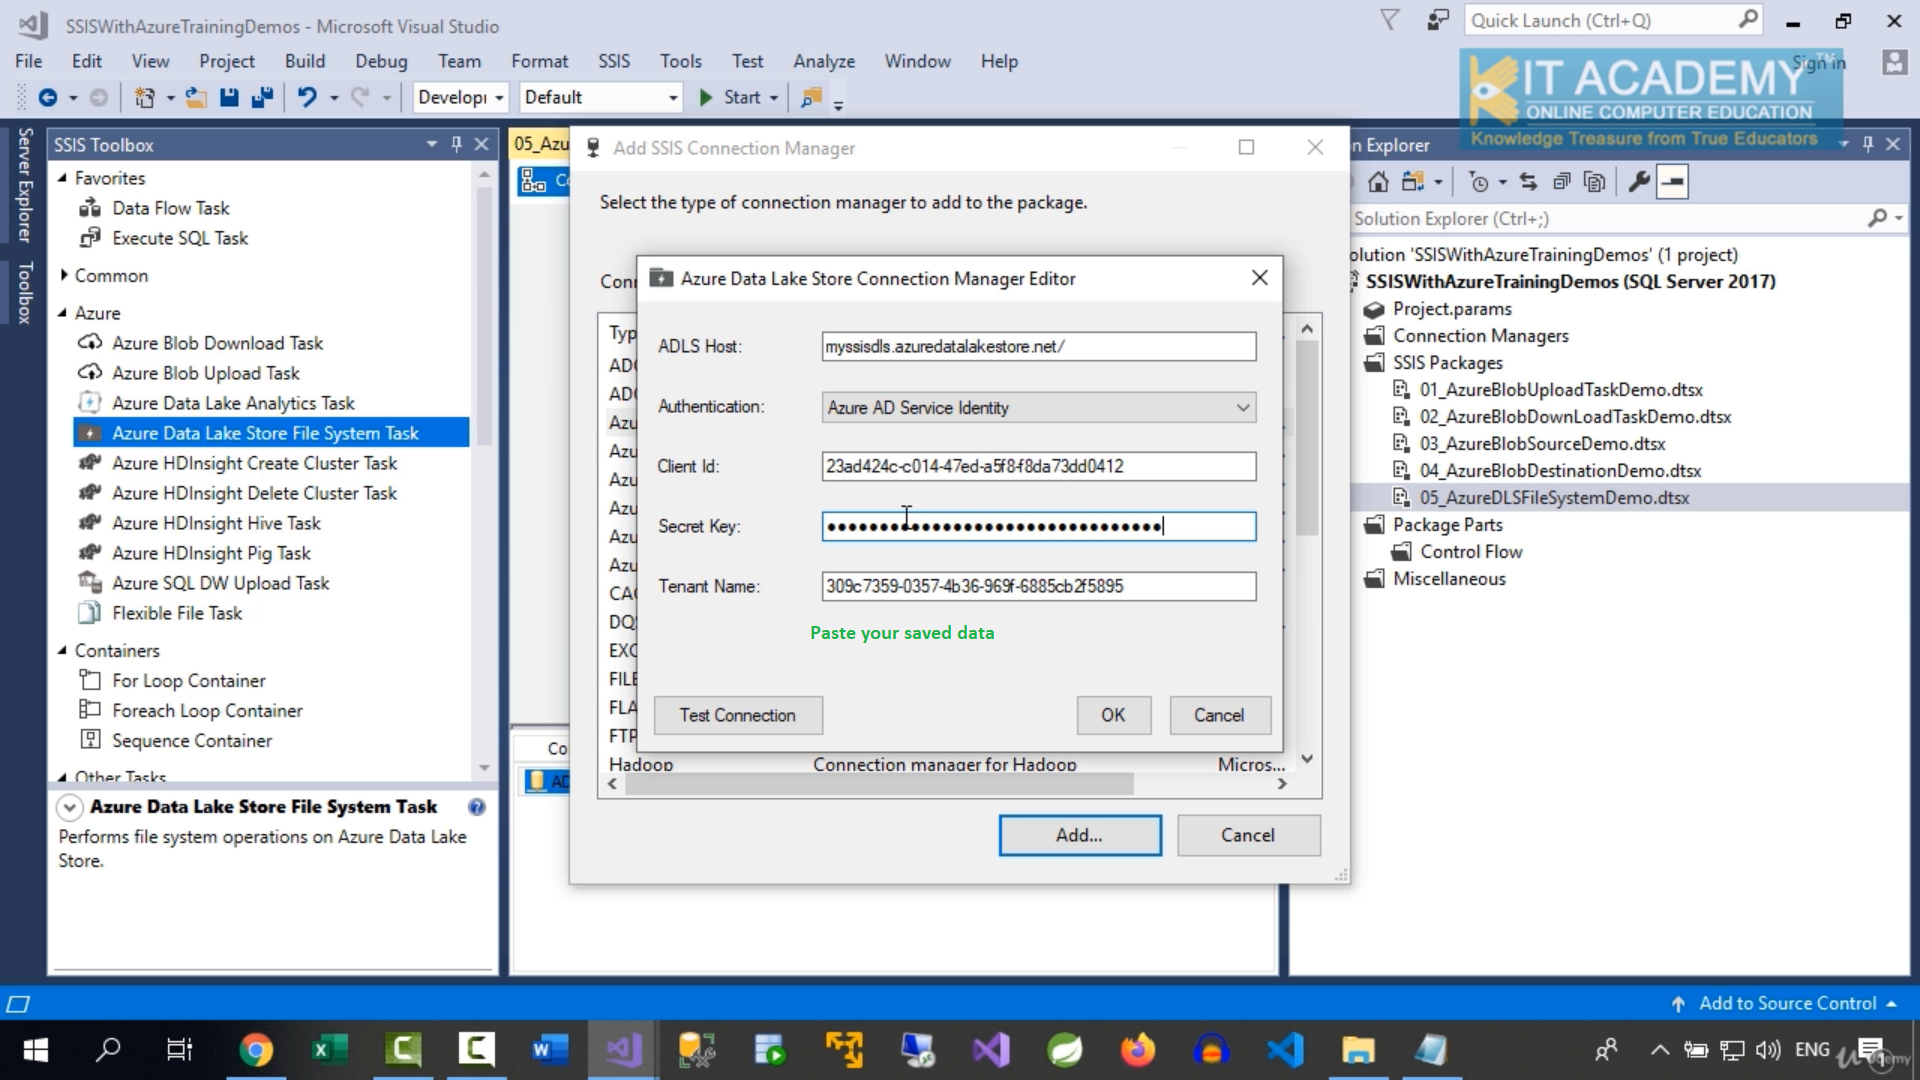 SSISWithAzureTrainingDemos - Microsoft Visual Studio
Quick Launch (Ctrl+Q)
File Edit View Project Build Debug Team Format SSIS Tools Test Analyze Window Help
Sign in
Developi Default Start
KIT ACADEMY
ONLINE COMPUTER EDUCATION
Knowledge Treasure from True Educators
Server Explorer
Toolbox
SSIS Toolbox
Favorites
Data Flow Task
Execute SQL Task
Common
Azure
Azure Blob Download Task
Azure Blob Upload Task
Azure Data Lake Analytics Task
Azure Data Lake Store File System Task
Azure HDInsight Create Cluster Task
Azure HDInsight Delete Cluster Task
Azure HDInsight Hive Task
Azure HDInsight Pig Task
Azure SQL DW Upload Task
Flexible File Task
Containers
For Loop Container
Foreach Loop Container
Sequence Container
Other Tasks
Azure Data Lake Store File System Task
Performs file system operations on Azure Data Lake
Store.
05_Azu
Co
Co
AD
Add SSIS Connection Manager
Select the type of connection manager to add to the package.
Conn
Typ
ADO
ADO
Azu
Azu
Azu
Azu
Azu
Azu
CAC
DQS
EXC
FILE
FLA
FTP
Hadoop Connection manager for Hadoop Micros...
Add... Cancel
Azure Data Lake Store Connection Manager Editor
ADLS Host: myssisdls.azuredatalakestore.net/
Authentication: Azure AD Service Identity
Client Id: 23ad424c-c014-47ed-a5f8-f8da73dd0412
Secret Key:
Tenant Name: 309c7359-0357-4b36-969f-6885cb2f5895
Paste your saved data
Test Connection OK Cancel
n Explorer
Solution Explorer (Ctrl+;)
olution 'SSISWithAzureTrainingDemos' (1 project)
SSISWithAzureTrainingDemos (SQL Server 2017)
Project.params
Connection Managers
SSIS Packages
01_AzureBlobUploadTaskDemo.dtsx
02_AzureBlobDownLoadTaskDemo.dtsx
03_AzureBlobSourceDemo.dtsx
04_AzureBlobDestinationDemo.dtsx
05_AzureDLSFileSystemDemo.dtsx
Package Parts
Control Flow
Miscellaneous
Add to Source Control
ENG